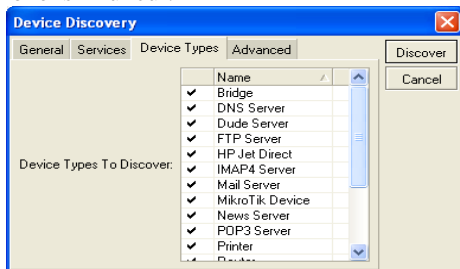 Device Discovery
General Services Device Types Advanced
Discover
Cancel
Device Types To Discover:
Name
Bridge
DNS Server
Dude Server
FTP Server
HP Jet Direct
IMAP4 Server
Mail Server
MikroTik Device
News Server
POP3 Server
Printer
Router